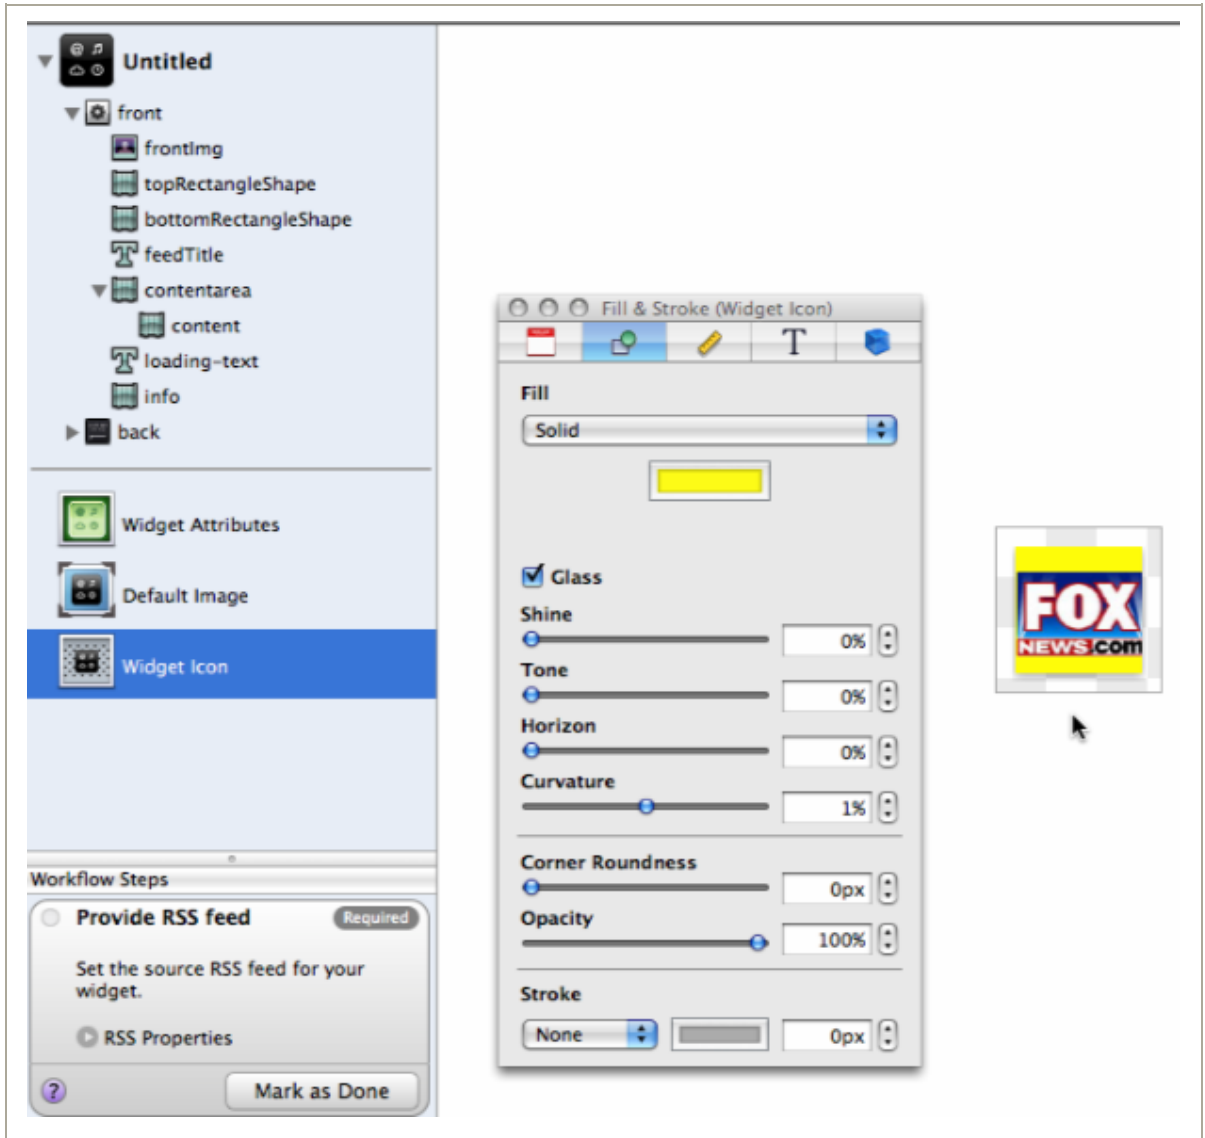 Untitled
front
frontImg
topRectangleShape
bottomRectangleShape
feedTitle
contentarea
content
loading-text
info
back
Widget Attributes
Default Image
Widget Icon
Workflow Steps
Provide RSS feed
Required
Set the source RSS feed for your
widget.
RSS Properties
?
Mark as Done
Fill & Stroke (Widget Icon)
T
Fill
Solid
Glass
Shine
0%
Tone
0%
Horizon
0%
Curvature
1%
Corner Roundness
0px
Opacity
100%
Stroke
None
0px
FOX
NEWS.com